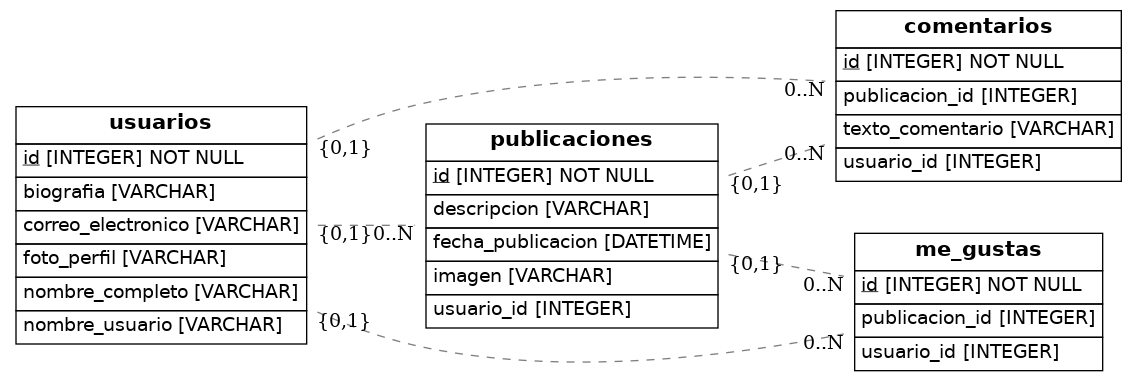 usuarios
id [INTEGER] NOT NULL
biografia [VARCHAR]
correo_electronico [VARCHAR]
foto_perfil [VARCHAR]
nombre_completo [VARCHAR]
nombre_usuario [VARCHAR]
{0,1}
{0,1}
0..N
{0,1}
publicaciones
id [INTEGER] NOT NULL
descripcion [VARCHAR]
fecha_publicacion [DATETIME]
imagen [VARCHAR]
usuario_id [INTEGER]
{0,1}
{0,1}
0..N
0..N
comentarios
id [INTEGER] NOT NULL
publicacion_id [INTEGER]
texto_comentario [VARCHAR]
usuario_id [INTEGER]
0..N
0..N
me_gustas
id [INTEGER] NOT NULL
publicacion_id [INTEGER]
usuario_id [INTEGER]